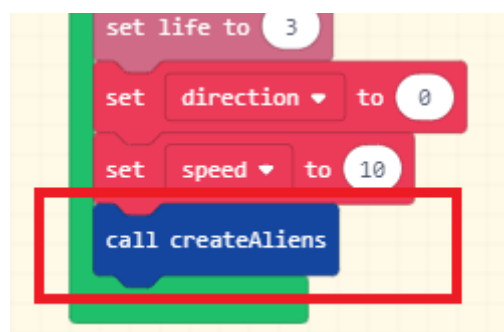 set life to 3
set direction to 0
set speed to 10
call createAliens